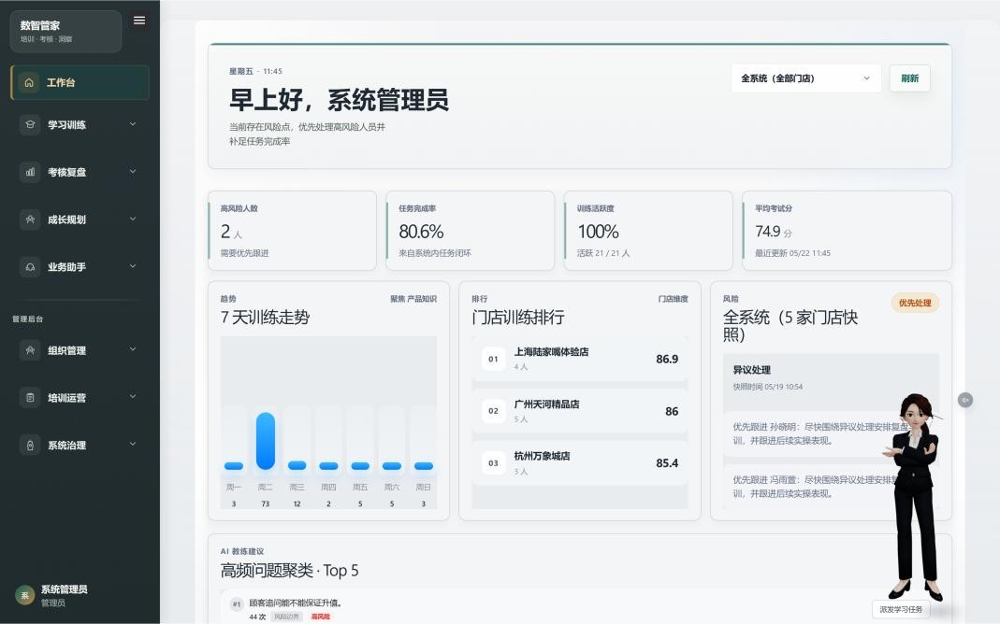 数智管家
培训 · 考核 · 洞察
工作台
学习训练
考核复盘
成长规划
业务助手
管理后台
组织管理
培训运营
系统治理
系
系统管理员
管理员
星期五 · 11:45
早上好，系统管理员
当前存在风险点，优先处理高风险人员并
补足任务完成率
全系统（全部门店）
刷新
高风险人数
2 人
需要优先跟进
任务完成率
80.6%
来自系统内任务闭环
训练活跃度
100%
活跃 21 / 21 人
平均考试分
74.9 分
最近更新 05/22 11:45
趋势
聚焦 产品知识
7 天训练走势
周一 周二 周三 周四 周五 周六 周日
3 73 12 2 5 5 3
排行
门店维度
门店训练排行
01 上海陆家嘴体验店 86.9
4 人
02 广州天河精品店 86
5 人
03 杭州万象城店 85.4
3 人
风险
优先处理
全系统（5 家门店快
照）
异议处理
快照时间 05/19 10:54
优先跟进 孙晓明：尽快围绕异议处理安排复盘
训，并跟进后续实操表现。
优先跟进 冯雨萱：尽快围绕异议处理安排复
训，并跟进后续实操表现。
AI 教练建议
高频问题聚类 · Top 5
#1 顾客追问能不能保证升值。
44 次 风险边界 高风险
派发学习任务